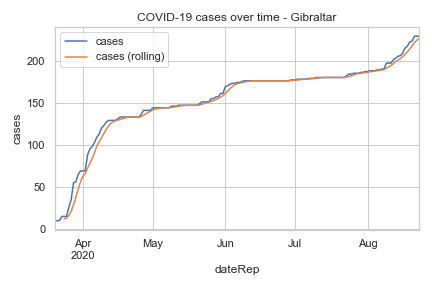 COVID-19 cases over time - Gibraltar
cases
cases (rolling)
200
150
100
50
0
cases
Apr
2020
May
Jun
Jul
Aug
dateRep